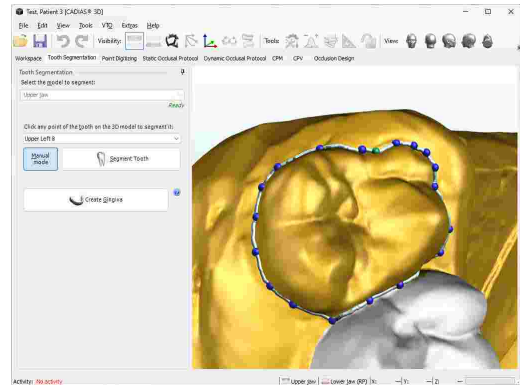 Test, Patient 3 [CADIAS® 3D]
File Edit View Tools VTO Extras Help
Visibility: Tools: View:
Workspace Tooth Segmentation Point Digitizing Static Occlusal Protocol Dynamic Occlusal Protocol CPM CPV Occlusion Design
Tooth Segmentation
Select the model to segment:
Upper Jaw
Ready
Click any point of the tooth on the 3D model to segment it:
Upper Left 8
Manual mode
Segment Tooth
Create Gingiva
Activity: No activity
Upper Jaw Lower Jaw (RP) X: — Y: — Z: —